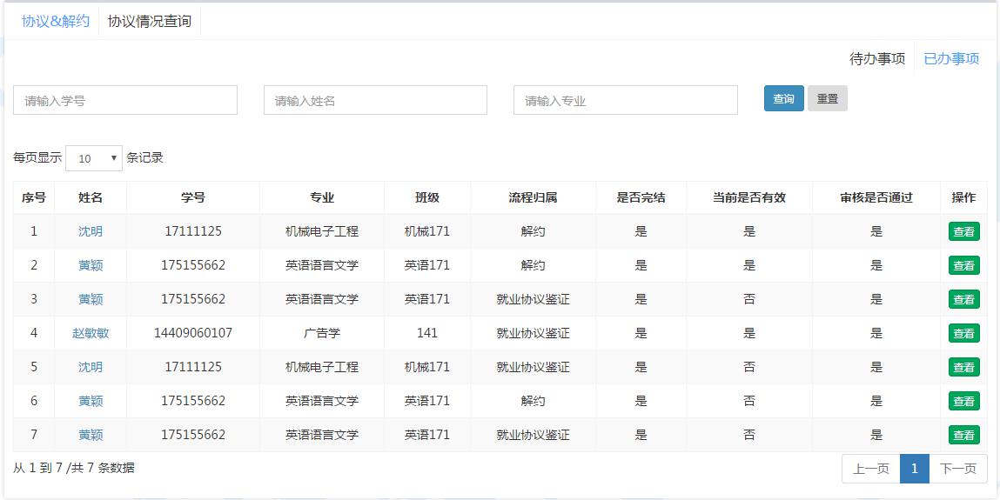 协议&解约 协议情况查询
待办事项 已办事项
请输入学号 请输入姓名 请输入专业 查询 重置
每页显示 10 条记录
序号 姓名 学号 专业 班级 流程归属 是否完结 当前是否有效 审核是否通过 操作
1 沈明 17111125 机械电子工程 机械171 解约 是 是 是 查看
2 黄颖 175155662 英语语言文学 英语171 解约 是 是 是 查看
3 黄颖 175155662 英语语言文学 英语171 就业协议鉴证 是 否 是 查看
4 赵敏敏 14409060107 广告学 141 就业协议鉴证 是 是 是 查看
5 沈明 17111125 机械电子工程 机械171 就业协议鉴证 是 否 是 查看
6 黄颖 175155662 英语语言文学 英语171 解约 是 否 是 查看
7 黄颖 175155662 英语语言文学 英语171 就业协议鉴证 是 否 是 查看
从 1 到 7 /共 7 条数据 上一页 1 下一页